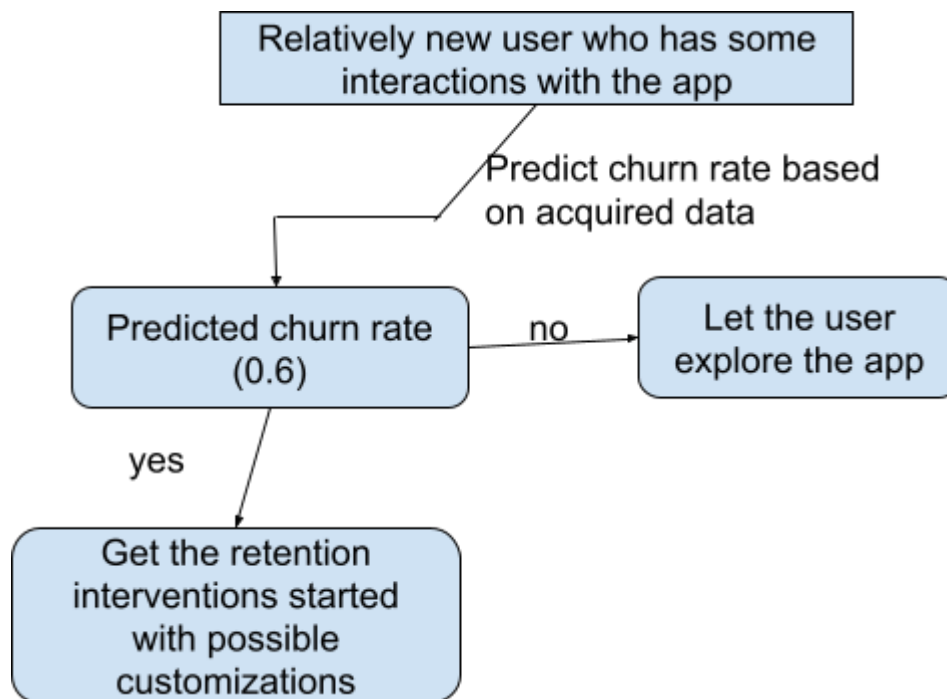 Relatively new user who has some
interactions with the app
Predict churn rate based
on acquired data
Predicted churn rate
(0.6)
no
Let the user
explore the app
yes
Get the retention
interventions started
with possible
customizations